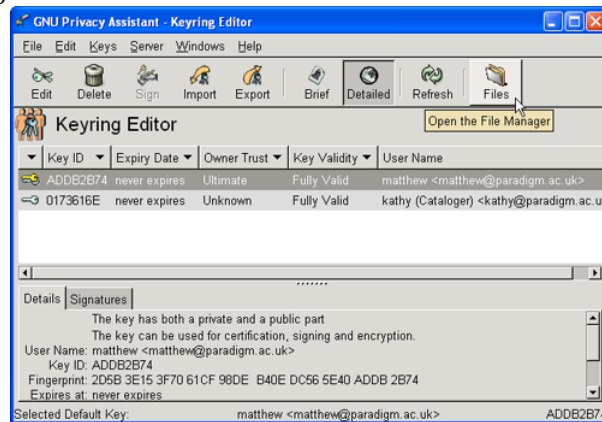 GNU Privacy Assistant - Keyring Editor
File Edit Keys Server Windows Help
Edit Delete Sign Import Export Brief Detailed Refresh Files
Keyring Editor
Open the File Manager
Key ID Expiry Date Owner Trust Key Validity User Name
ADDB2B74 never expires Ultimate Fully Valid matthew <matthew@paradigm.ac.uk>
0173616E never expires Unknown Fully Valid kathy (Cataloger) <kathy@paradigm.ac.u
Details Signatures
The key has both a private and a public part
The key can be used for certification, signing and encryption.
User Name: matthew <matthew@paradigm.ac.uk>
Key ID: ADDB2B74
Fingerprint: 2D5B 3E15 3F70 61CF 98DE B40E DC56 5E40 ADDB 2B74
Expires at: never expires
Selected Default Key: matthew <matthew@paradigm.ac.uk> ADDB2B74